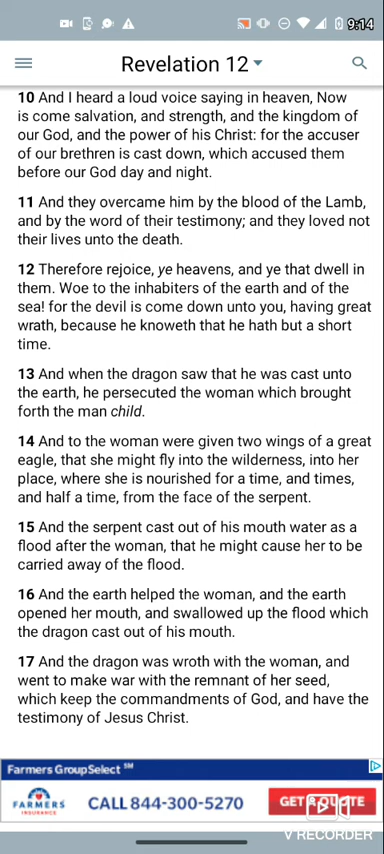 9:14
Revelation 12
10 And I heard a loud voice saying in heaven, Now
is come salvation, and strength, and the kingdom of
our God, and the power of his Christ: for the accuser
of our brethren is cast down, which accused them
before our God day and night.
11 And they overcame him by the blood of the Lamb,
and by the word of their testimony; and they loved not
their lives unto the death.
12 Therefore rejoice, ye heavens, and ye that dwell in
them. Woe to the inhabiters of the earth and of the
sea! for the devil is come down unto you, having great
wrath, because he knoweth that he hath but a short
time.
13 And when the dragon saw that he was cast unto
the earth, he persecuted the woman which brought
forth the man child.
14 And to the woman were given two wings of a great
eagle, that she might fly into the wilderness, into her
place, where she is nourished for a time, and times,
and half a time, from the face of the serpent.
15 And the serpent cast out of his mouth water as a
flood after the woman, that he might cause her to be
carried away of the flood.
16 And the earth helped the woman, and the earth
opened her mouth, and swallowed up the flood which
the dragon cast out of his mouth.
17 And the dragon was wroth with the woman, and
went to make war with the remnant of her seed,
which keep the commandments of God, and have the
testimony of Jesus Christ.
Farmers GroupSelect SM
FARMERS
INSURANCE
CALL 844-300-5270
GET A QUOTE
V RECORDER